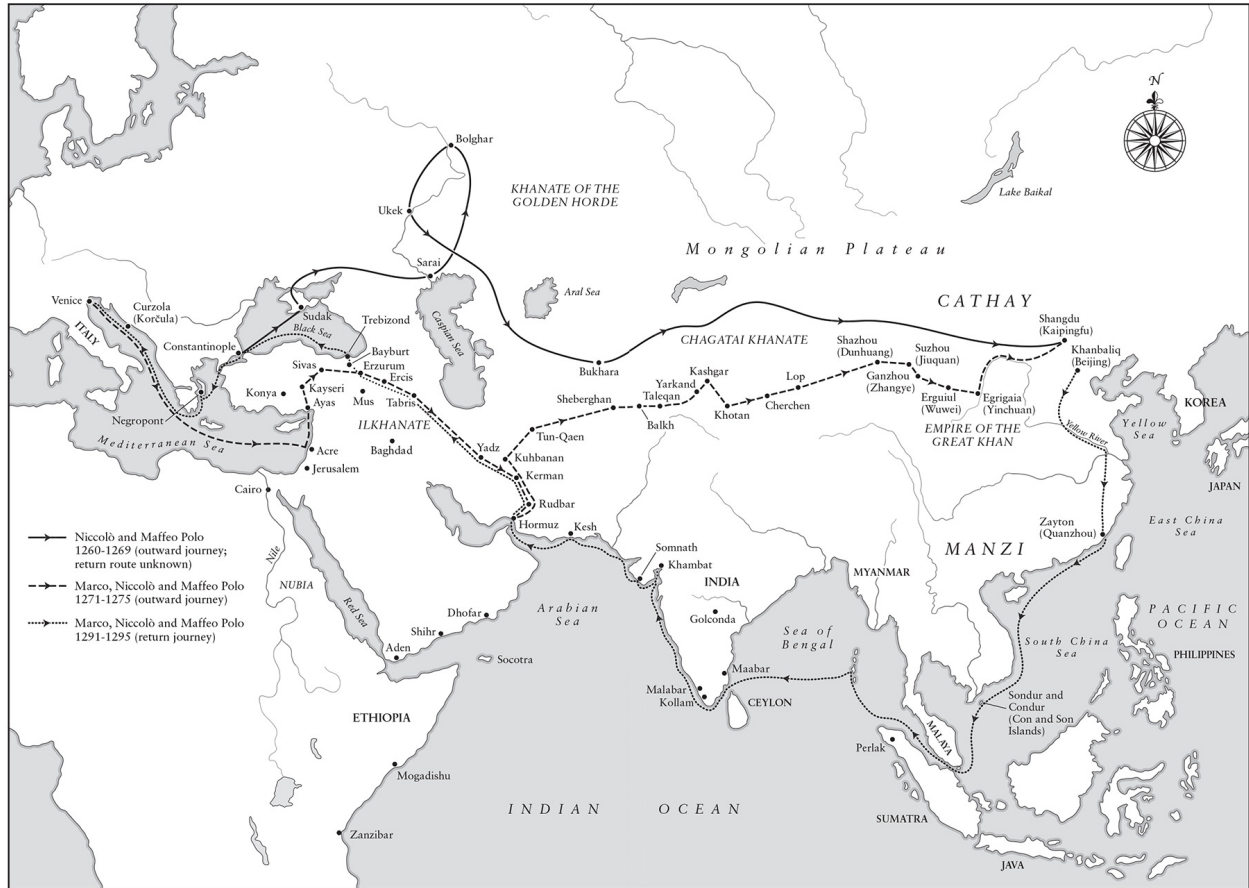 N
Bolghar
KHANATE OF THE
GOLDEN HORDE
Ukek
Lake Baikal
Mongolian Plateau
Sarai
Aral Sea
Caspian Sea
CATHAY
Venice
ITALY
Curzola
(Korčula)
Sudak
Black Sea
Trebizond
Constantinople
Bayburt
Erzurum
Ercis
Sivas
Konya
Kayseri
Ayas
Mus
Tabris
Negropont
ILKHANATE
Baghdad
Mediterranean Sea
Acre
Jerusalem
Cairo
Bukhara
CHAGATAI KHANATE
Shazhou
(Dunhuang)
Suzhou
(Jiuquan)
Shangdu
(Kaipingfu)
Khanbaliq
(Beijing)
Kashgar
Yarkand
Taleqan
Sheberghan
Balkh
Khotan
Cherchen
Lop
Ganzhou
(Zhangye)
Erguiul
(Wuwei)
Egrigaia
(Yinchuan)
EMPIRE OF THE
GREAT KHAN
Yellow River
KOREA
Yellow
Sea
JAPAN
Tun-Qaen
Yadz
Kuhbanan
Kerman
Rudbar
Hormuz
Kesh
Nile
NUBIA
Red Sea
Niccolò and Maffeo Polo
1260-1269 (outward journey;
return route unknown)
Marco, Niccolò and Maffeo Polo
1271-1275 (outward journey)
Marco, Niccolò and Maffeo Polo
1291-1295 (return journey)
Somnath
Khambat
INDIA
Golconda
Zayton
(Quanzhou)
East China
Sea
MANZI
MYANMAR
Dhofar
Shihr
Aden
Socotra
Arabian
Sea
Sea of
Bengal
Maabar
Malabar
Kollam
CEYLON
PACIFIC
OCEAN
PHILIPPINES
South China
Sea
Sondur and
Condur
(Con and Son
Islands)
MALAYA
Perlak
SUMATRA
JAVA
ETHIOPIA
Mogadishu
Zanzibar
INDIAN OCEAN